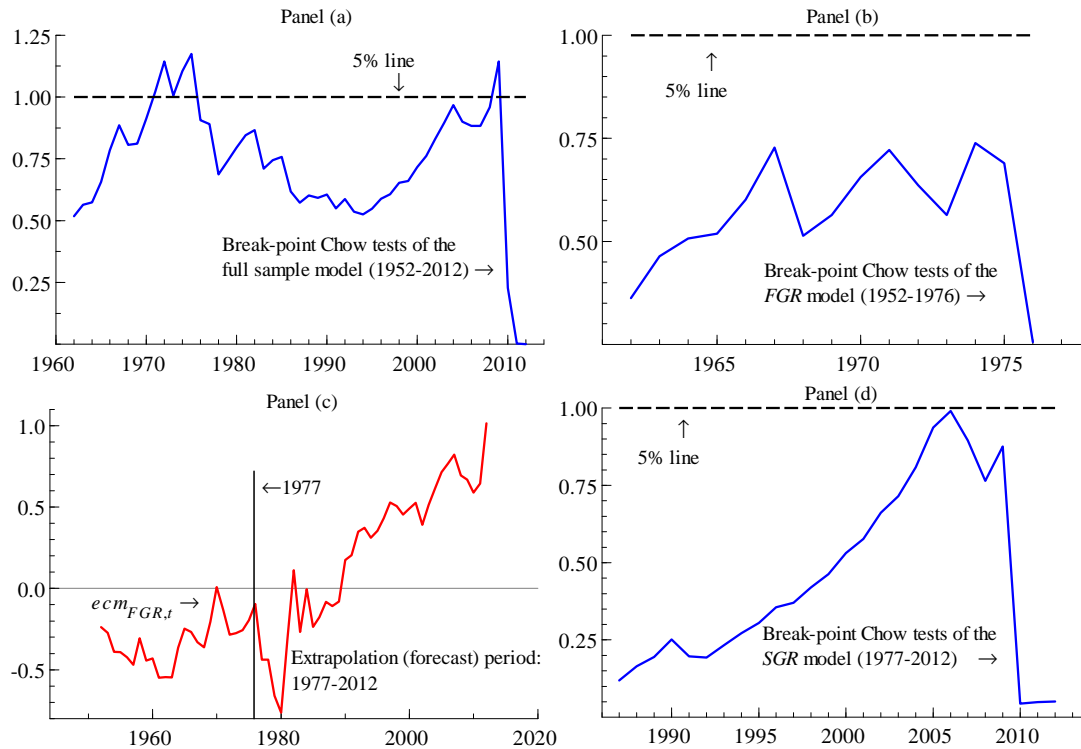 Panel (a)
1.25
1.00
0.75
0.50
0.25
5% line
↓
Break-point Chow tests of the
full sample model (1952-2012) →
1960 1970 1980 1990 2000 2010
Panel (b)
1.00
0.75
0.50
↑
5% line
Break-point Chow tests of the
FGR model (1952-1976) →
1965 1970 1975
Panel (c)
1.0
0.5
0.0
-0.5
←1977
ecm_FGR,t →
Extrapolation (forecast) period:
1977-2012
1960 1980 2000 2020
Panel (d)
1.00
0.75
0.50
0.25
↑
5% line
Break-point Chow tests of the
SGR model (1977-2012) →
1990 1995 2000 2005 2010